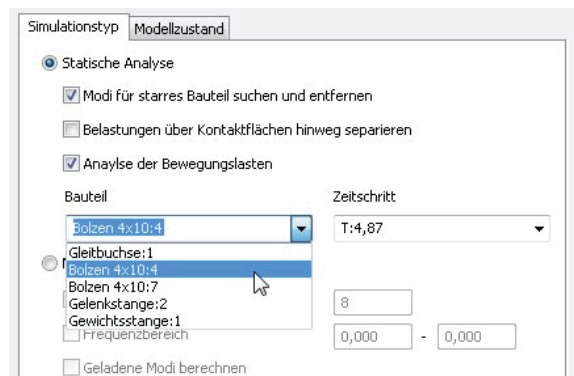 Simulationstyp Modellzustand
Statische Analyse
Modi für starres Bauteil suchen und entfernen
Belastungen über Kontaktflächen hinweg separieren
Anaylse der Bewegungslasten
Bauteil Zeitschritt
Bolzen 4x10:4 T:4,87
Gleitbuchse:1
Bolzen 4x10:4
Bolzen 4x10:7
Gelenkstange:2
8
Gewichtsstange:1
Frequenzbereich 0,000 - 0,000
Geladene Modi berechnen